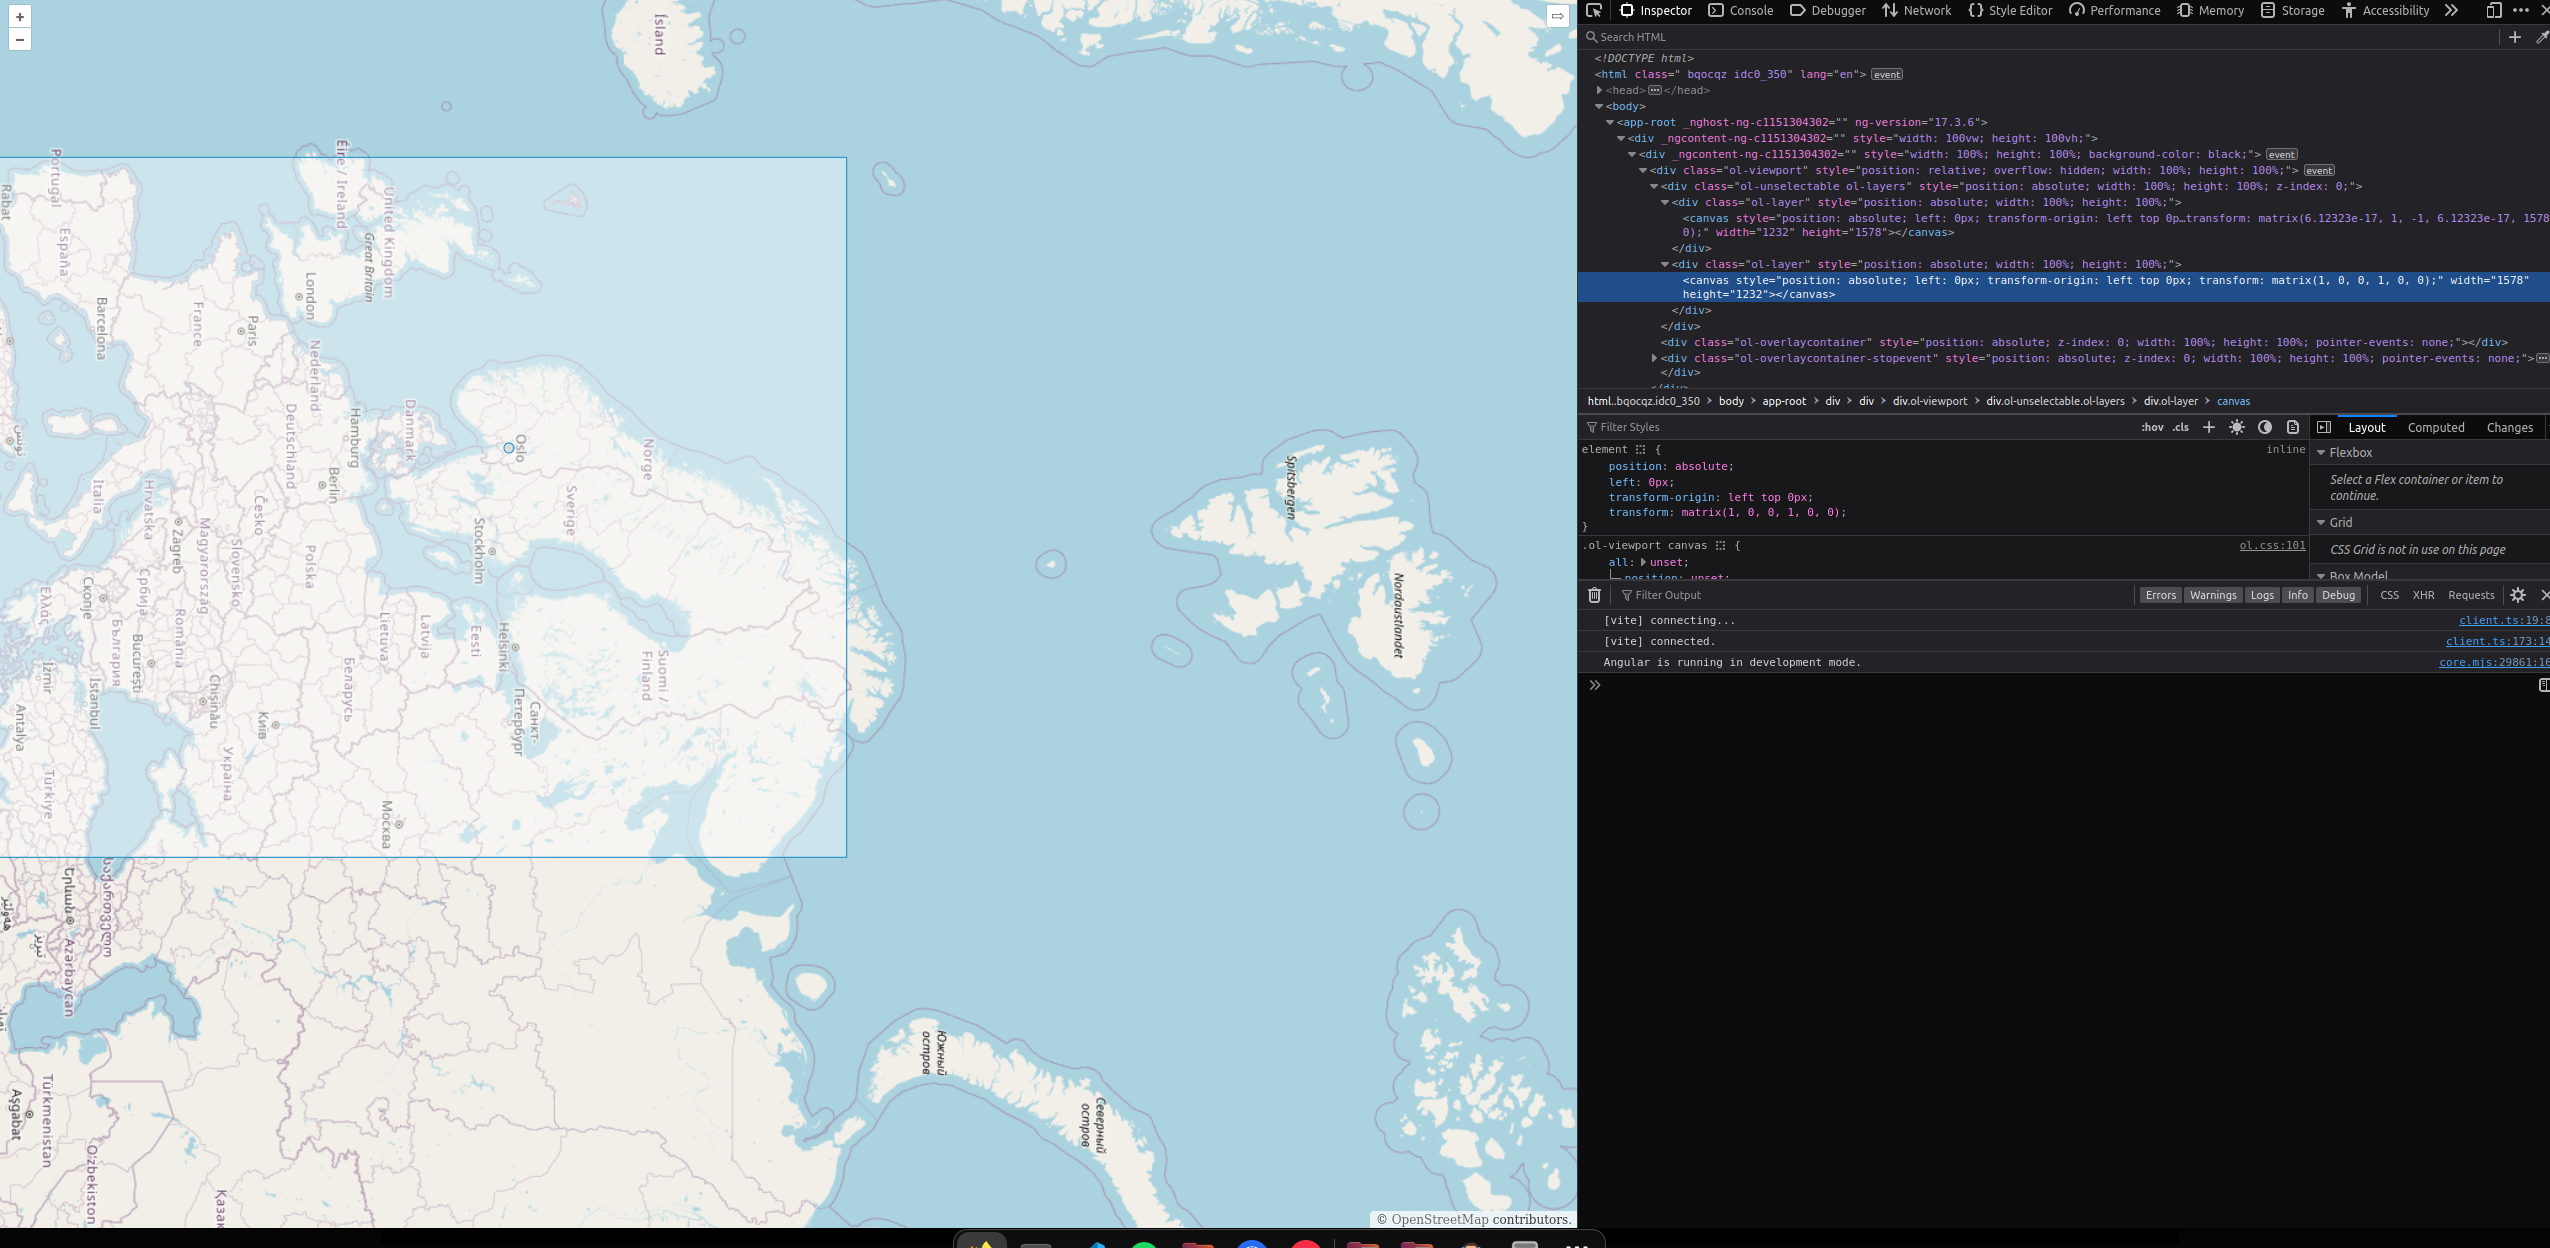 +
−
⇨
Ísland
Portugal
Rabat
España
Barcelona
Éire / Ireland
United Kingdom
Great Britain
London
France
Paris
Nederland
Deutschland
Hamburg
Berlin
Danmark
Oslo
Norge
Sverige
Stockholm
تونس
Italia
Hrvatska
Zagreb
Magyarország
Česko
Slovensko
Polska
Ελλάς
Скопје
Србија
България
România
București
Chișinău
Київ
Україна
Беларусь
Lietuva
Latvija
Eesti
Helsinki
Санкт-
Петербург
Suomi /
Finland
İzmir
İstanbul
Antalya
Türkiye
Москва
Spitsbergen
Nordaustlandet
საქართველო
Երևան
Azərbaycan
تبریز
Türkmenistan
Aşgabat
O'zbekiston
Қазақ
Южный
остров
Северный
остров
© OpenStreetMap contributors.
Inspector Console Debugger Network Style Editor Performance Memory Storage Accessibility
Search HTML
<!DOCTYPE html>
<html class=" bqocqz idc0_350" lang="en"> event
<head> </head>
<body>
<app-root _nghost-ng-c1151304302="" ng-version="17.3.6">
<div _ngcontent-ng-c1151304302="" style="width: 100vw; height: 100vh;">
<div _ngcontent-ng-c1151304302="" style="width: 100%; height: 100%; background-color: black;"> event
<div class="ol-viewport" style="position: relative; overflow: hidden; width: 100%; height: 100%;"> event
<div class="ol-unselectable ol-layers" style="position: absolute; width: 100%; height: 100%; z-index: 0;">
<div class="ol-layer" style="position: absolute; width: 100%; height: 100%;">
<canvas style="position: absolute; left: 0px; transform-origin: left top 0p…transform: matrix(6.12323e-17, 1, -1, 6.12323e-17, 1578
0);" width="1232" height="1578"></canvas>
</div>
<div class="ol-layer" style="position: absolute; width: 100%; height: 100%;">
<canvas style="position: absolute; left: 0px; transform-origin: left top 0px; transform: matrix(1, 0, 0, 1, 0, 0);" width="1578"
height="1232"></canvas>
</div>
</div>
<div class="ol-overlaycontainer" style="position: absolute; z-index: 0; width: 100%; height: 100%; pointer-events: none;"></div>
<div class="ol-overlaycontainer-stopevent" style="position: absolute; z-index: 0; width: 100%; height: 100%; pointer-events: none;">
</div>
</div>
html..bqocqz.idc0_350 > body > app-root > div > div > div.ol-viewport > div.ol-unselectable.ol-layers > div.ol-layer > canvas
Filter Styles :hov .cls + Layout Computed Changes
element { inline
position: absolute;
left: 0px;
transform-origin: left top 0px;
transform: matrix(1, 0, 0, 1, 0, 0);
}
.ol-viewport canvas { ol.css:101
all: unset;
position: unset;
Flexbox
Select a Flex container or item to
continue.
Grid
CSS Grid is not in use on this page
Box Model
Filter Output Errors Warnings Logs Info Debug CSS XHR Requests
[vite] connecting... client.ts:19:8
[vite] connected. client.ts:173:14
Angular is running in development mode. core.mjs:29861:16